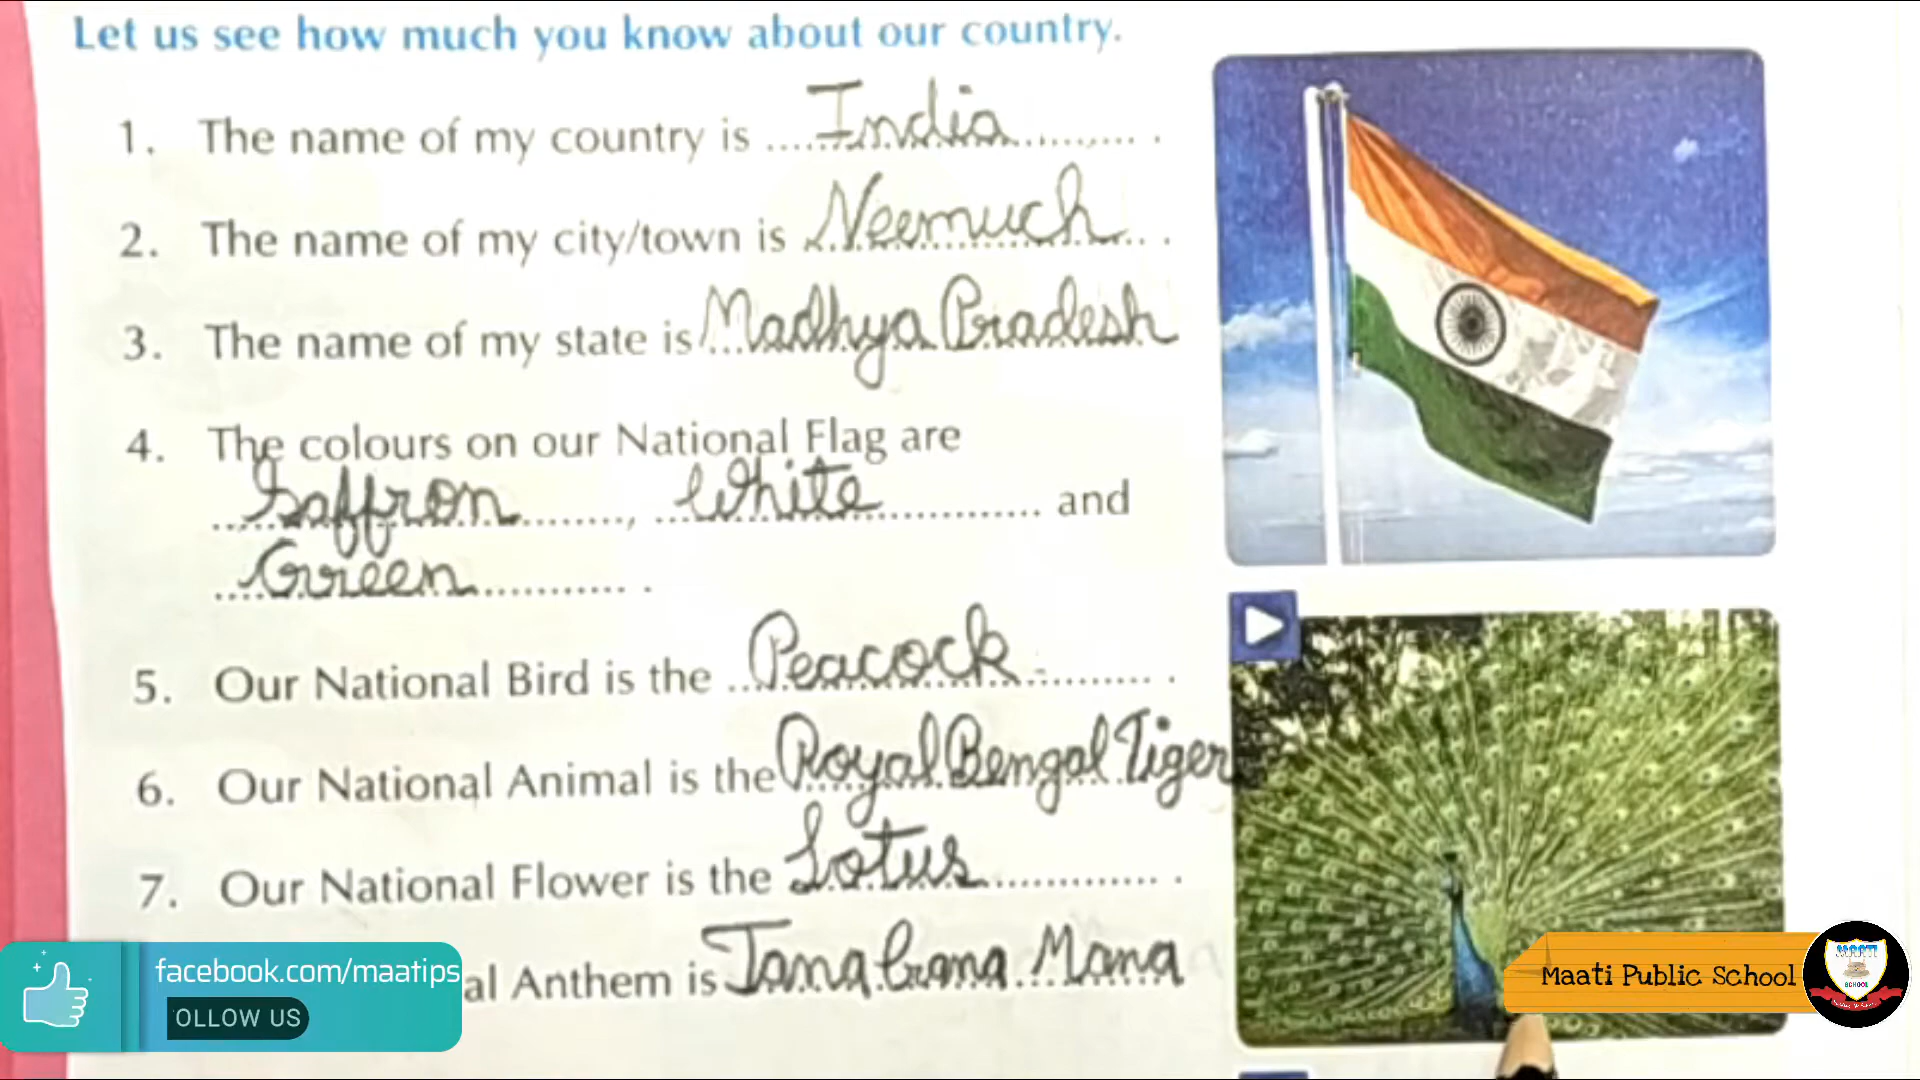 Let us see how much you know about our country.
1. The name of my country is ....India.... .
2. The name of my city/town is ..Neemuch.. .
3. The name of my state is ..Madhya Pradesh
4. The colours on our National Flag are
..Saffron......, ..White............ and
..Green.......... .
5. Our National Bird is the ..Peacock........ .
6. Our National Animal is the Royal Bengal Tiger
7. Our National Flower is the ..Lotus............ .
al Anthem is Jana Gana Mana
facebook.com/maatips
OLLOW US
Maati Public School
MAATI
SCHOOL